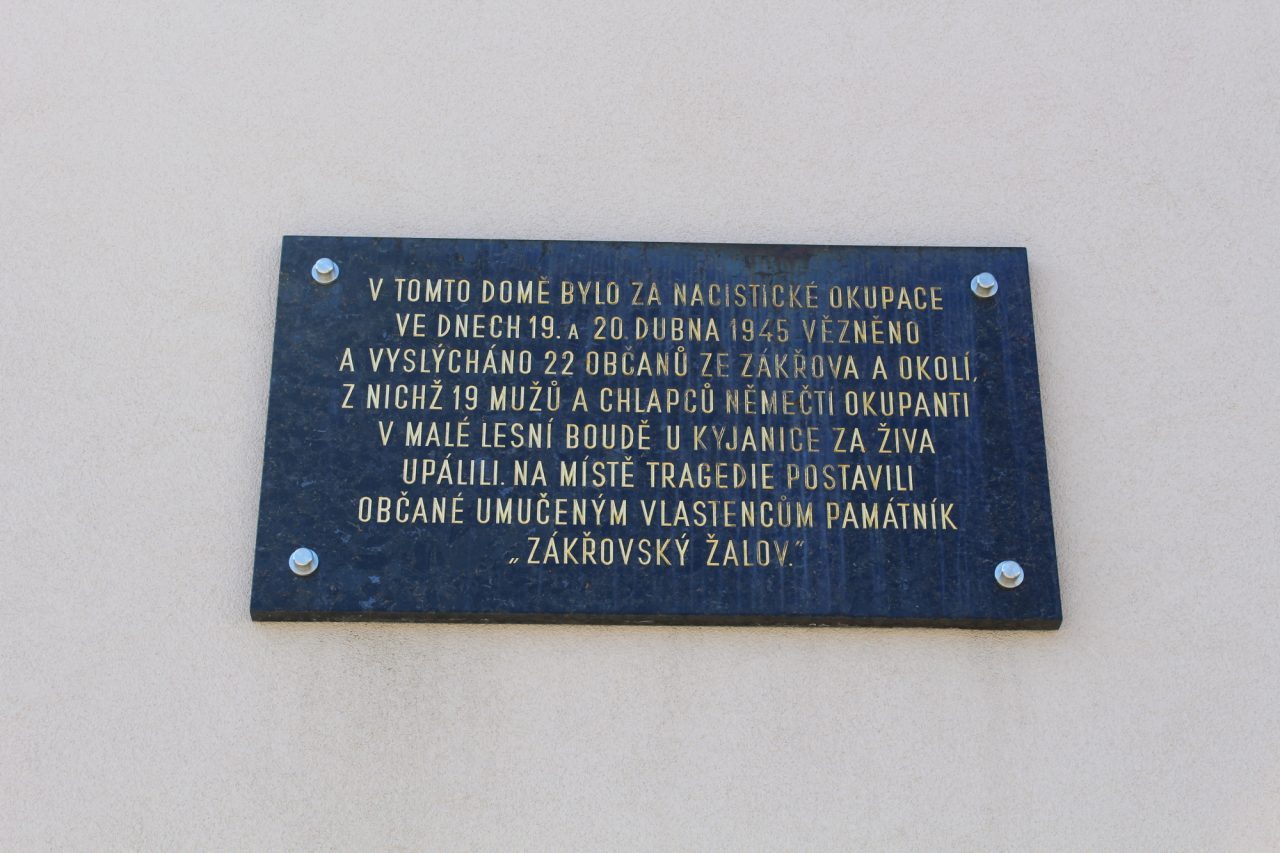 V TOMTO DOMĚ BYLO ZA NACISTICKÉ OKUPACE
VE DNECH 19. A 20. DUBNA 1945 VĚZNĚNO
A VYSLÝCHÁNO 22 OBČANŮ ZE ZÁKŘOVA A OKOLÍ,
Z NICHŽ 19 MUŽŮ A CHLAPCŮ NĚMEČTÍ OKUPANTI
V MALÉ LESNÍ BOUDĚ U KYJANICE ZA ŽIVA
UPÁLILI. NA MÍSTĚ TRAGEDIE POSTAVILI
OBČANÉ UMUČENÝM VLASTENCŮM PAMÁTNÍK
„ZÁKŘOVSKÝ ŽALOV.“